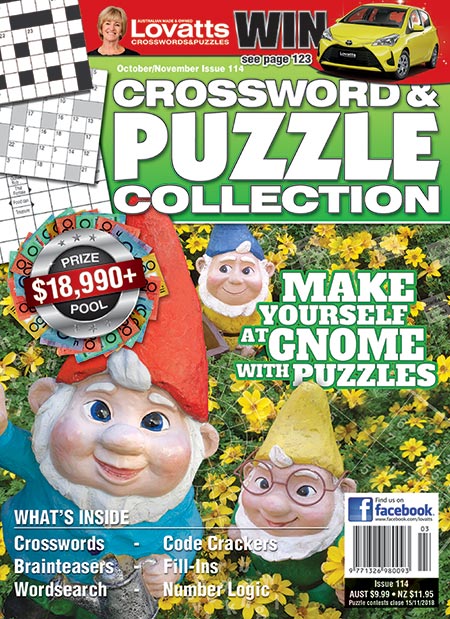 AUSTRALIAN MADE & OWNED
Lovatts
CROSSWORDS&PUZZLES
WIN
see page 123
October/November Issue 114
CROSSWORD &
PUZZLE
COLLECTION
PRIZE
$18,990+
POOL
MAKE
YOURSELF
AT GNOME
WITH PUZZLES
WHAT'S INSIDE
Crosswords - Code Crackers
Brainteasers - Fill-Ins
Wordsearch - Number Logic
Find us on
facebook
www.facebook.com/lovatts
03
9 771326 980093
Issue 114
AUST $9.99 • NZ $11.95
Puzzle contests close 15/11/2018